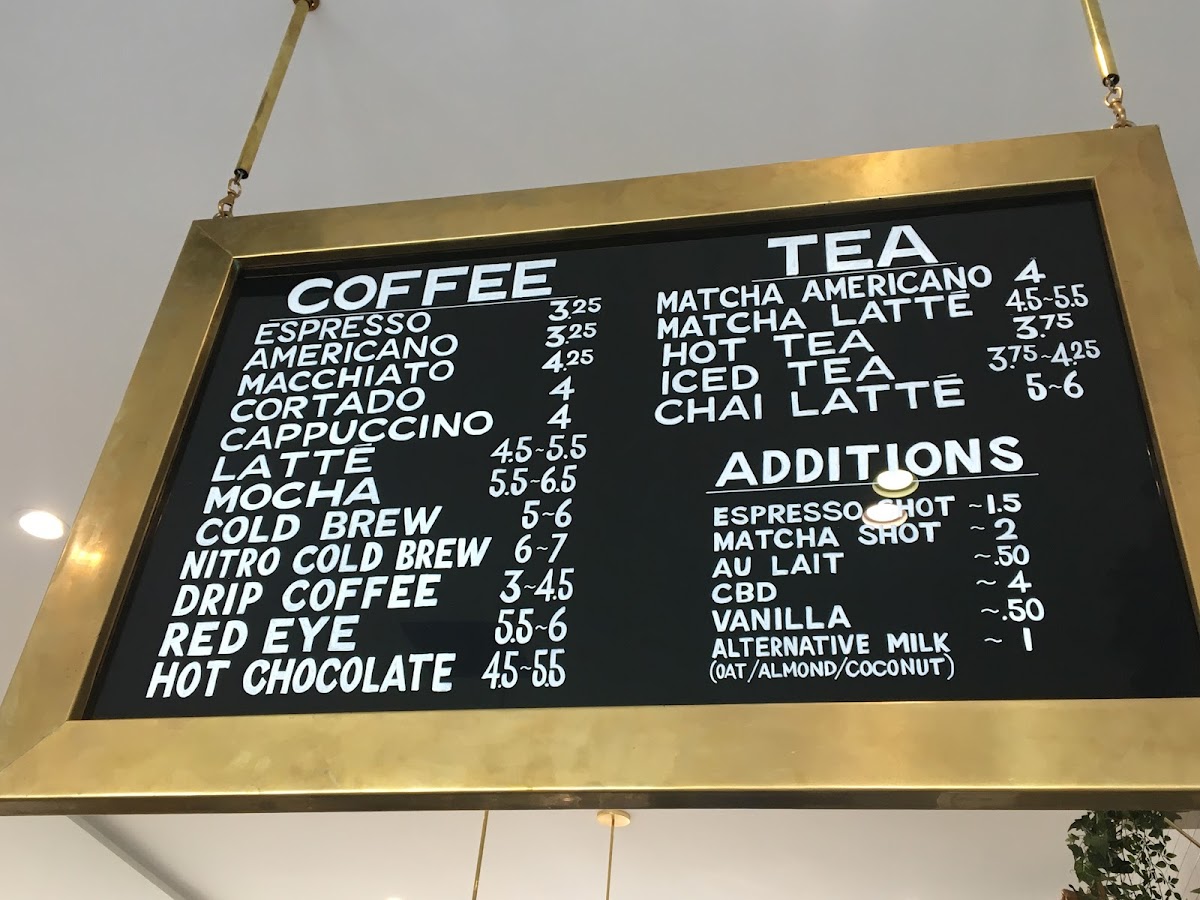 COFFEE
ESPRESSO 3.25
AMERICANO 3.25
MACCHIATO 4.25
CORTADO 4
CAPPUCCINO 4
LATTÉ 4.5~5.5
MOCHA 5.5~6.5
COLD BREW 5~6
NITRO COLD BREW 6~7
DRIP COFFEE 3~4.5
RED EYE 5.5~6
HOT CHOCOLATE 4.5~5.5
TEA
MATCHA AMERICANO 4
MATCHA LATTÉ 4.5~5.5
HOT TEA 3.75
ICED TEA 3.75~4.25
CHAI LATTÉ 5~6
ADDITIONS
ESPRESSO SHOT ~1.5
MATCHA SHOT ~2
AU LAIT ~.50
CBD ~4
VANILLA ~.50
ALTERNATIVE MILK ~1
(OAT/ALMOND/COCONUT)